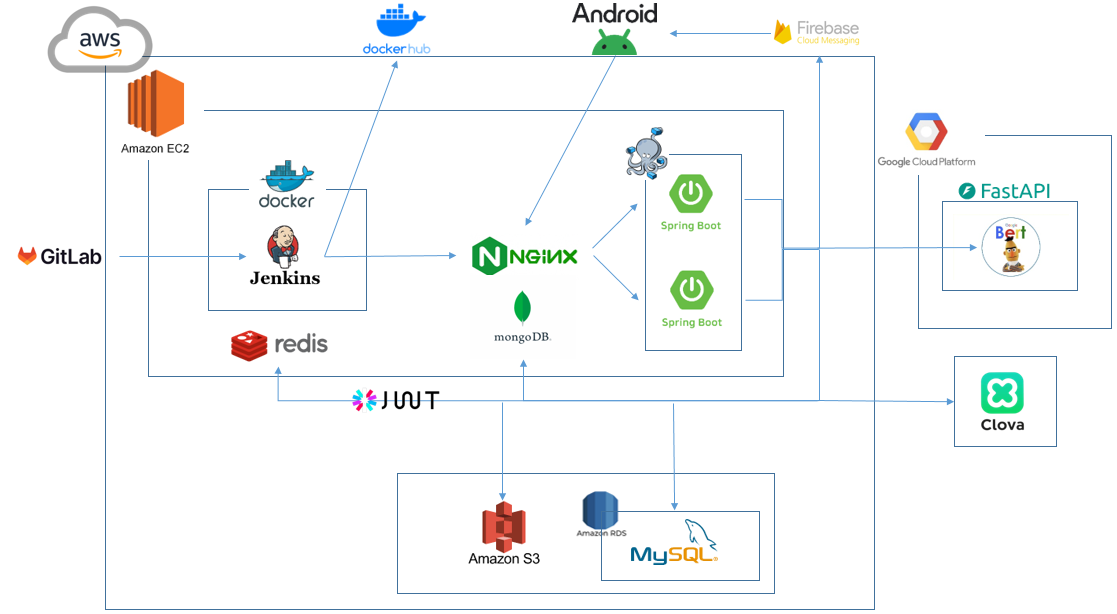 aws
docker hub
Android
Firebase
Cloud Messaging
Amazon EC2
docker
Jenkins
GitLab
NGINX
mongoDB.
redis
Spring Boot
Spring Boot
Google Cloud Platform
FastAPI
Bert
JWT
Clova
Amazon S3
Amazon RDS
MySQL